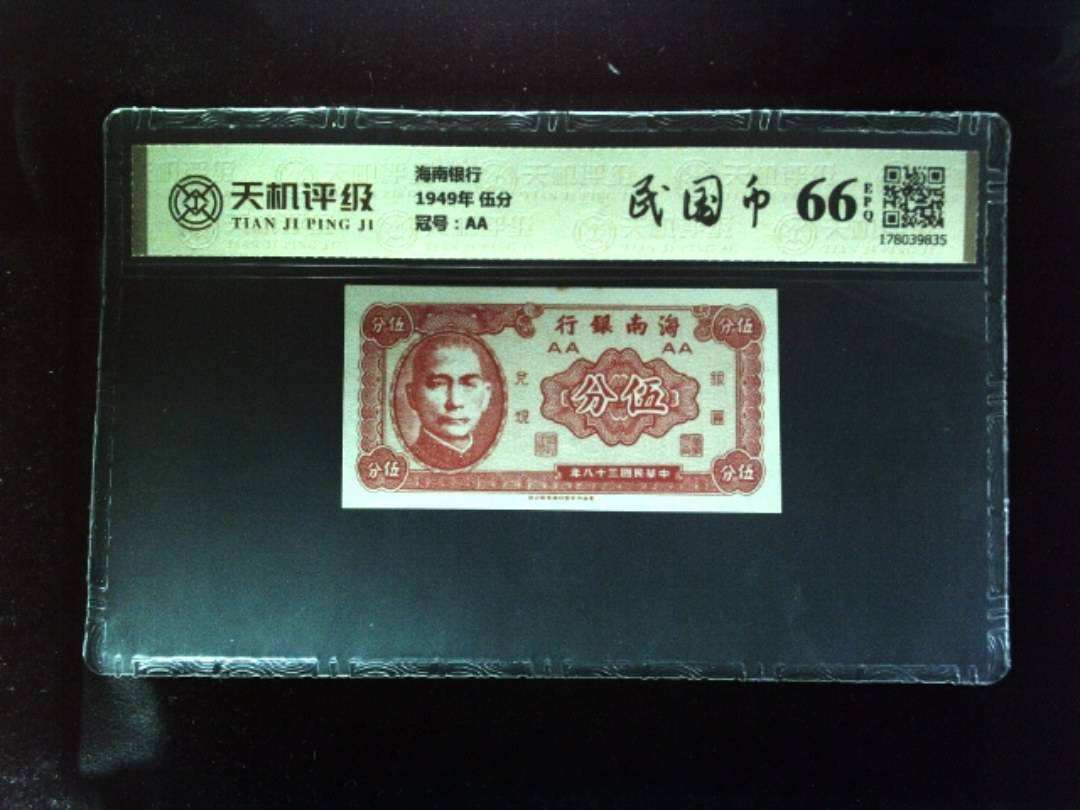 天机评级
TIAN JI PING JI
海南银行
1949年 伍分
冠号：AA
民国币
66
EPQ
178039835
行銀南海
分伍
分伍
AA
AA
兌現
分伍
銀圓
分伍
分伍
年八十三國民華中